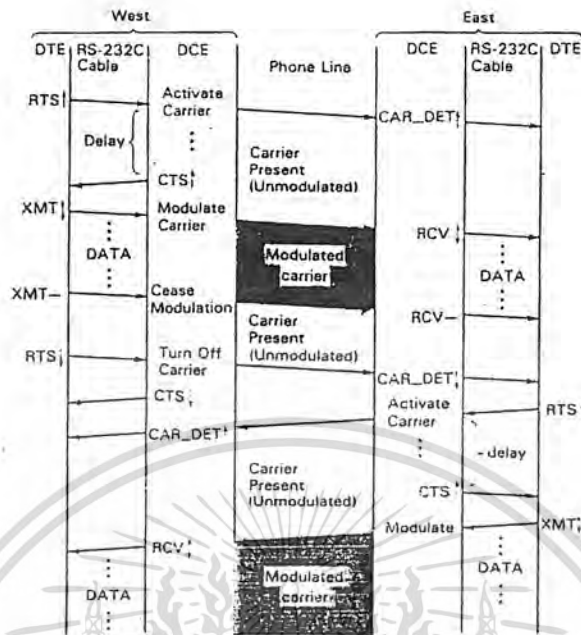 West East
DTE RS-232C DCE Phone Line DCE RS-232C DTE
Cable Cable
RTS↑ Activate
Carrier CAR_DET↑
Delay
Carrier
Present
(Unmodulated)
CTS↑
XMT↕ Modulate
Carrier RCV↕
DATA Modulated
carrier DATA
XMT— Cease
Modulation RCV—
Carrier
Present
(Unmodulated)
RTS↓ Turn Off
Carrier CAR_DET↓
CTS↓ Activate
Carrier RTS↑
CAR_DET↑ -delay
Carrier
Present
(Unmodulated)
CTS↑
Modulate XMT↕
RCV↕
DATA Modulated
carrier DATA